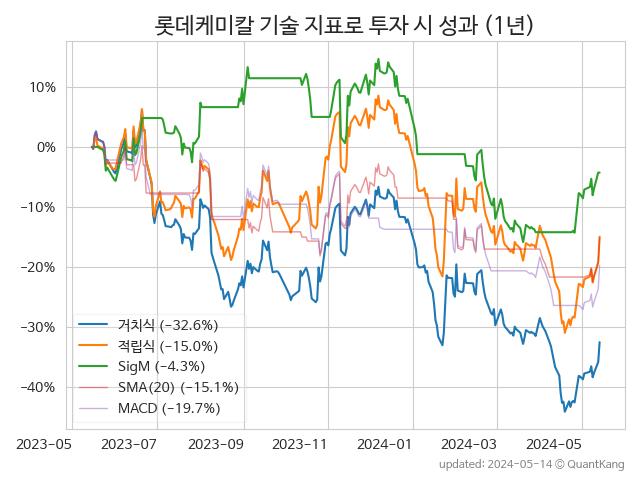 롯데케미칼 기술 지표로 투자 시 성과 (1년)
10%
0%
−10%
−20%
−30%
−40%
거치식 (−32.6%)
적립식 (−15.0%)
SigM (−4.3%)
SMA(20) (−15.1%)
MACD (−19.7%)
2023−05 2023−07 2023−09 2023−11 2024−01 2024−03 2024−05
updated: 2024−05−14 ⓒ QuantKang